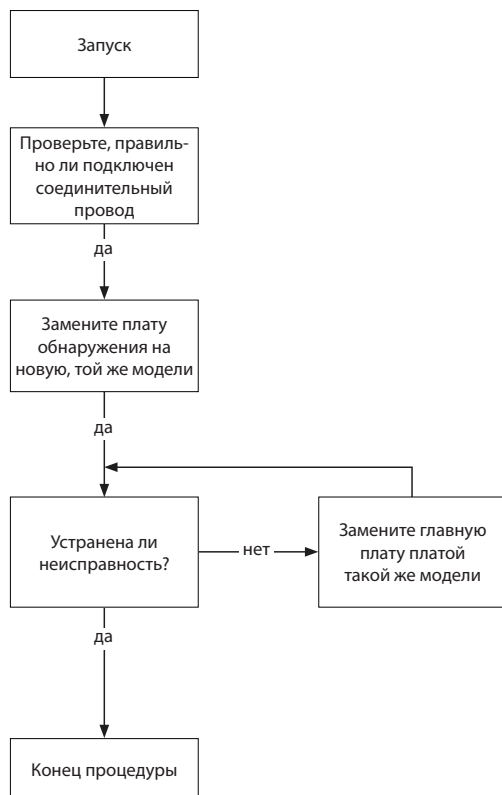 Запуск
Проверьте, правиль-
но ли подключен
соединительный
провод
да
Замените плату
обнаружения на
новую, той же модели
да
Устранена ли
неисправность?
нет
Замените главную
плату платой
такой же модели
да
Конец процедуры